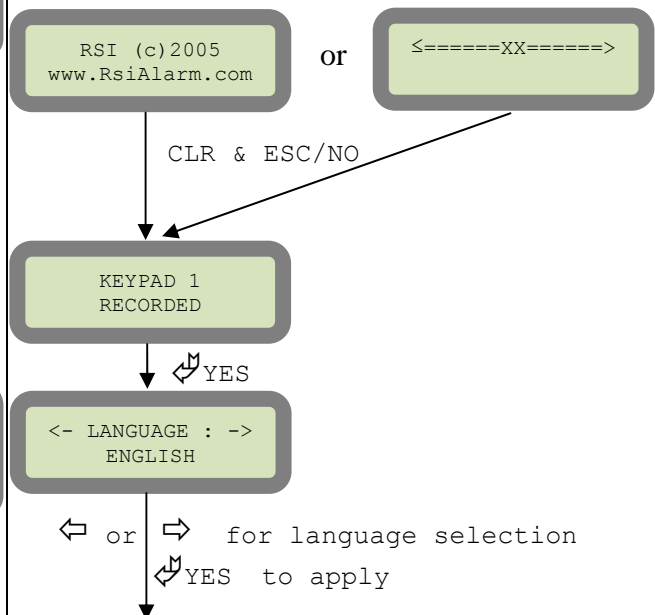 RSI (c)2005
www.RsiAlarm.com
or
≤======XX======>
CLR & ESC/NO
KEYPAD 1
RECORDED
YES
<- LANGUAGE : ->
ENGLISH
⇦ or ⇨ for language selection
YES to apply